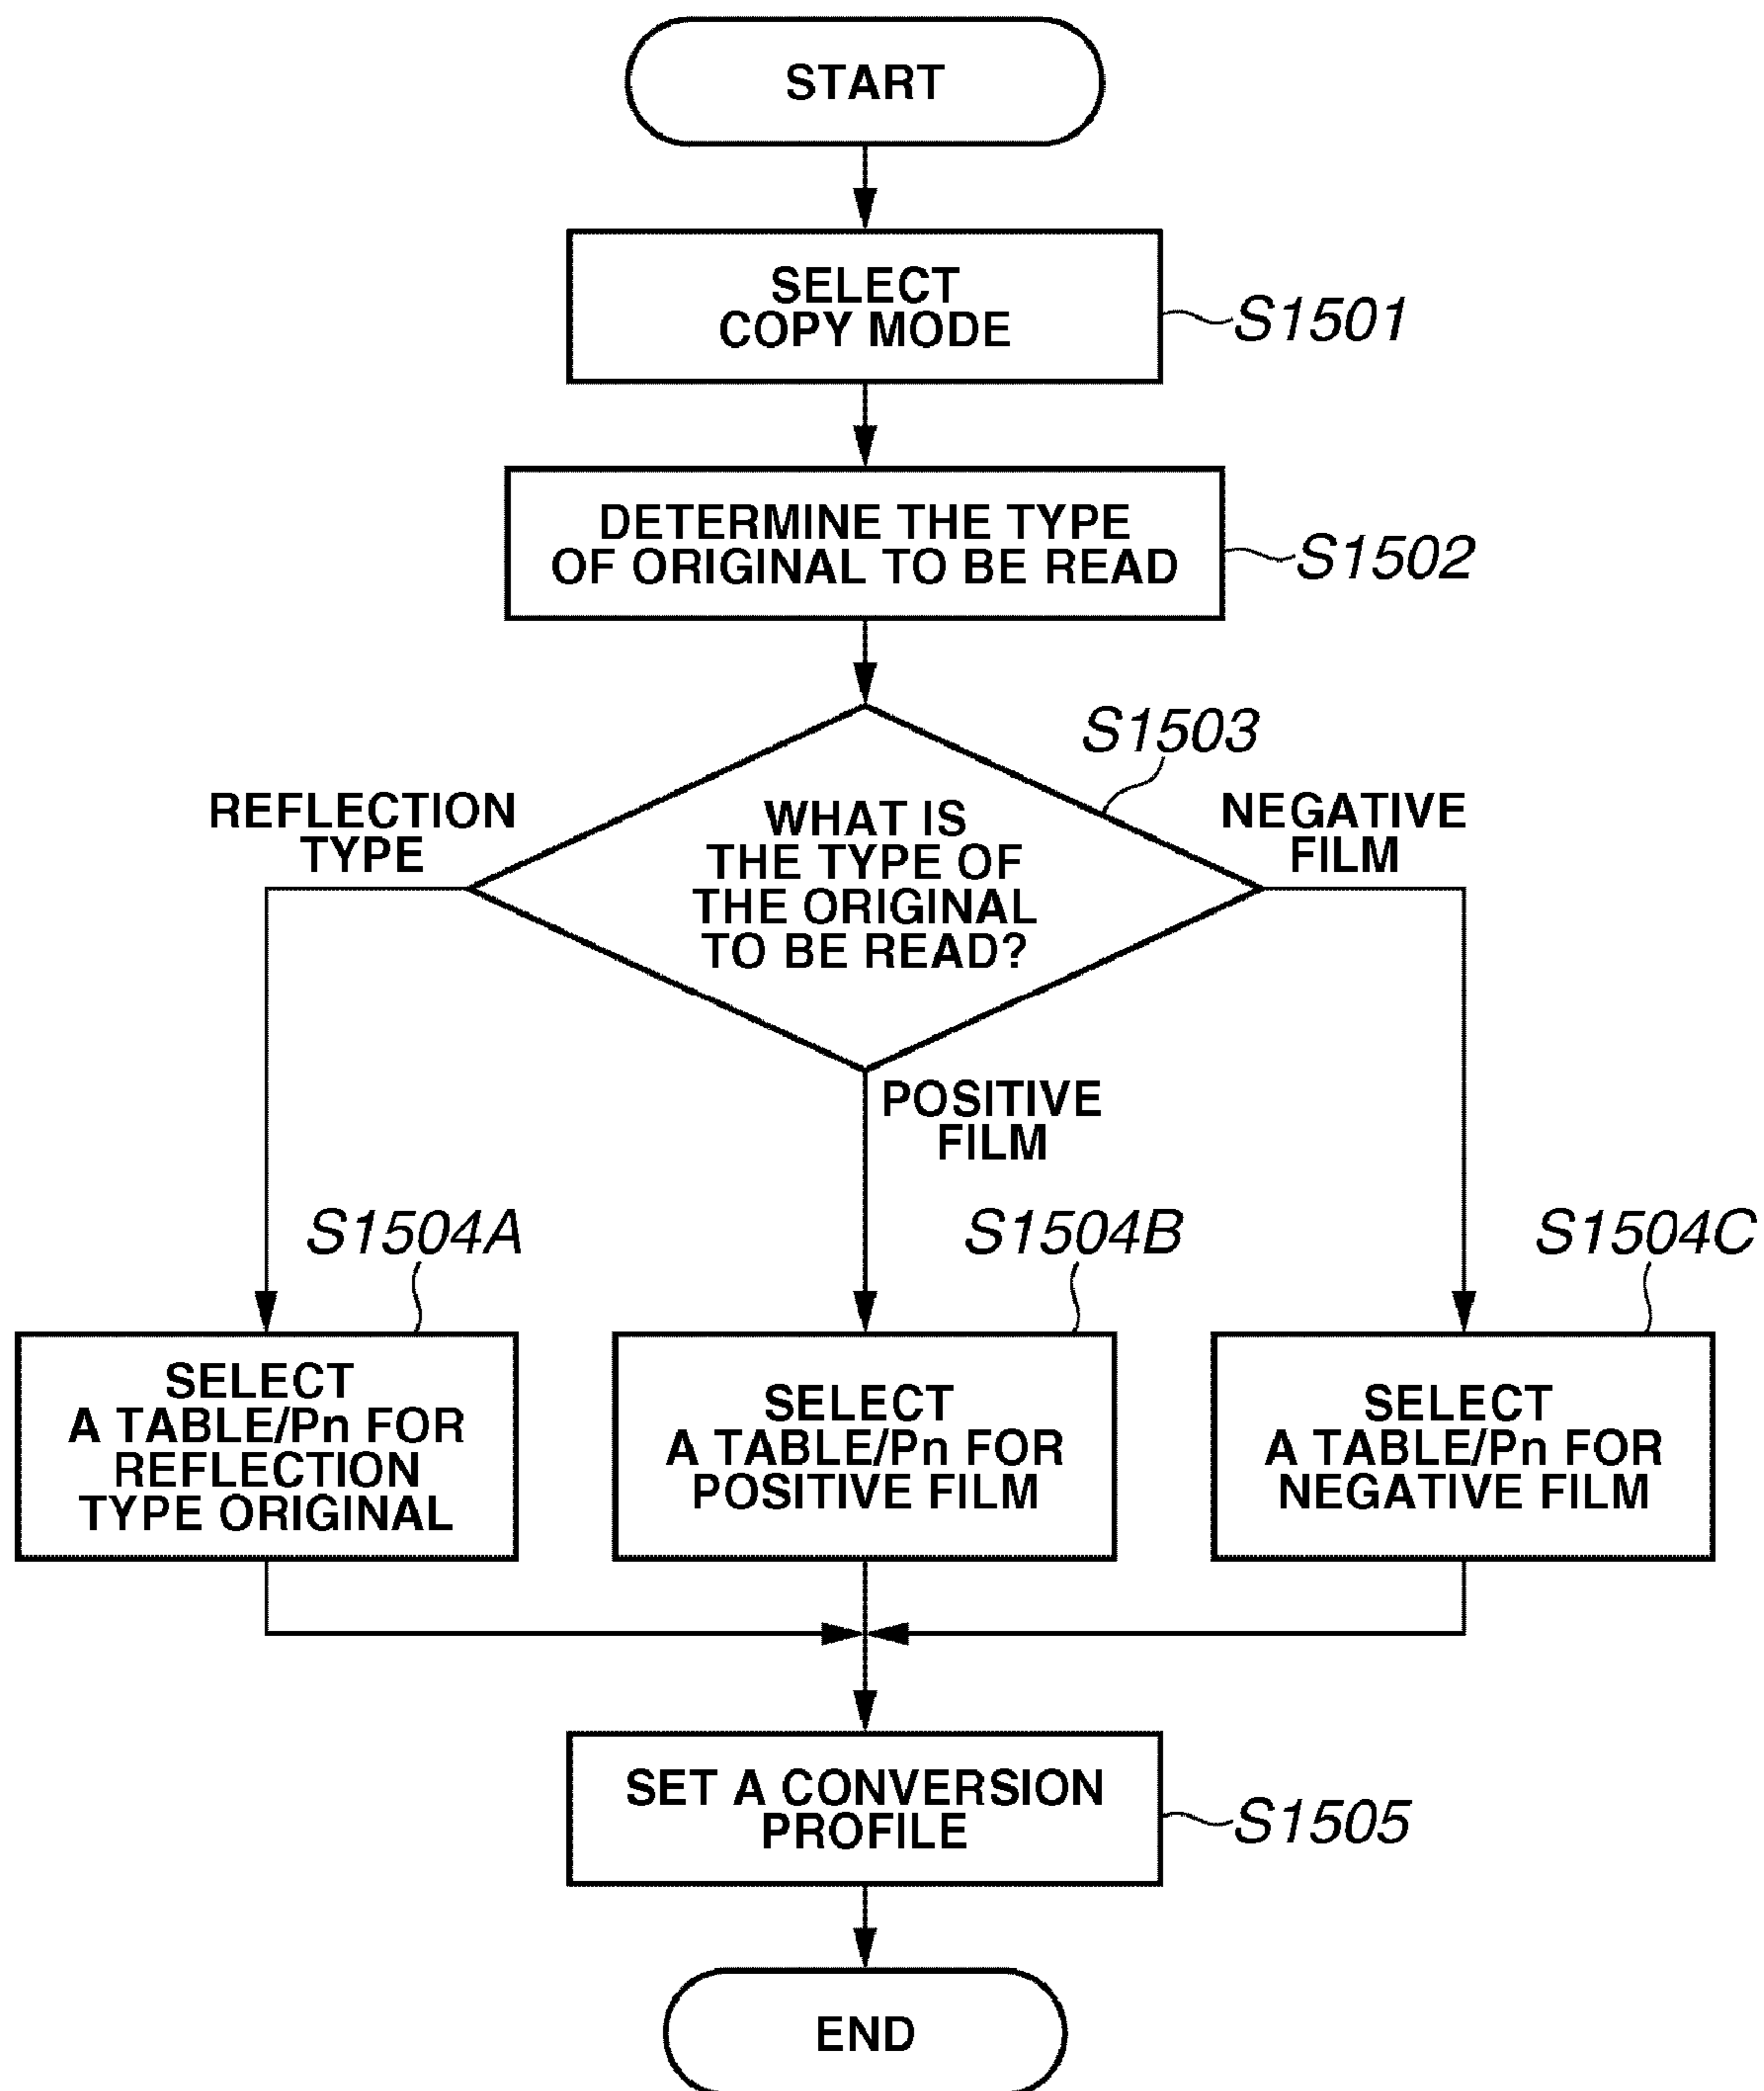 START
SELECT
COPY MODE
S1501
DETERMINE THE TYPE
OF ORIGINAL TO BE READ
S1502
S1503
REFLECTION
TYPE
WHAT IS
THE TYPE OF
THE ORIGINAL
TO BE READ?
NEGATIVE
FILM
POSITIVE
FILM
S1504A
S1504B
S1504C
SELECT
A TABLE/Pn FOR
REFLECTION
TYPE ORIGINAL
SELECT
A TABLE/Pn FOR
POSITIVE FILM
SELECT
A TABLE/Pn FOR
NEGATIVE FILM
SET A CONVERSION
PROFILE
S1505
END